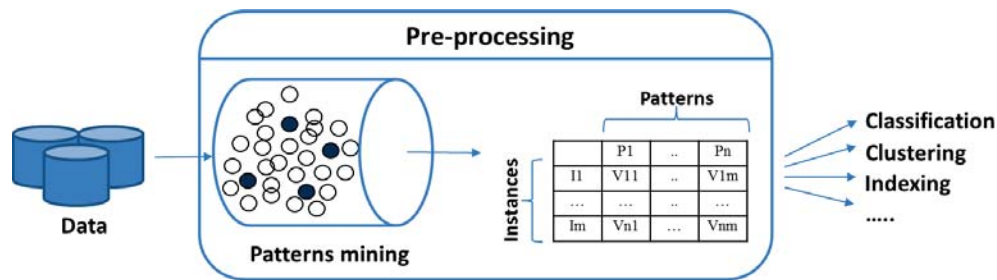 Pre-processing
Data
Patterns mining
Patterns
Instances
P1 .. Pn
I1 V11 .. V1m
... .. ...
Im Vn1 ... Vnm
Classification
Clustering
Indexing
.....